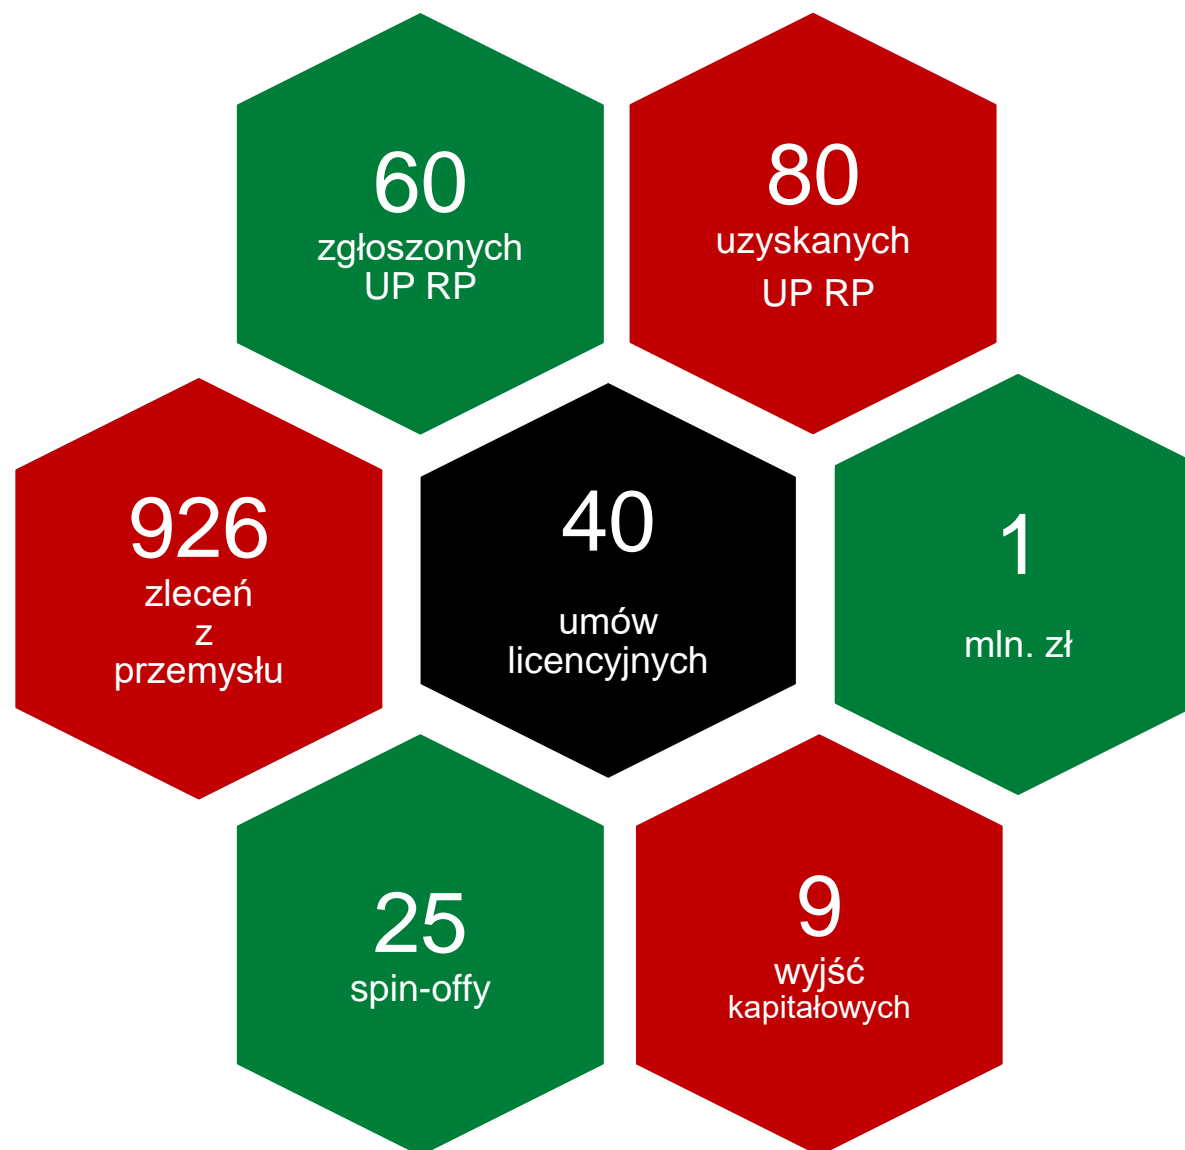 60
zgłoszonych
UP RP
80
uzyskanych
UP RP
926
zleceń
z
przemysłu
40
umów
licencyjnych
1
mln. zł
25
spin-offy
9
wyjść
kapitałowych